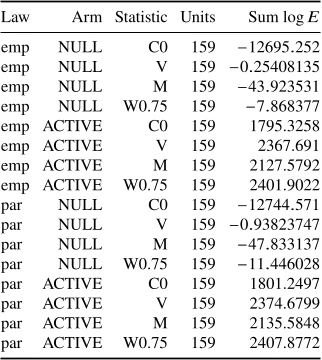 Law Arm Statistic Units Sum log E
emp NULL C0 159 −12695.252
emp NULL V 159 −0.25408135
emp NULL M 159 −43.923531
emp NULL W0.75 159 −7.868377
emp ACTIVE C0 159 1795.3258
emp ACTIVE V 159 2367.691
emp ACTIVE M 159 2127.5792
emp ACTIVE W0.75 159 2401.9022
par NULL C0 159 −12744.571
par NULL V 159 −0.93823747
par NULL M 159 −47.833137
par NULL W0.75 159 −11.446028
par ACTIVE C0 159 1801.2497
par ACTIVE V 159 2374.6799
par ACTIVE M 159 2135.5848
par ACTIVE W0.75 159 2407.8772